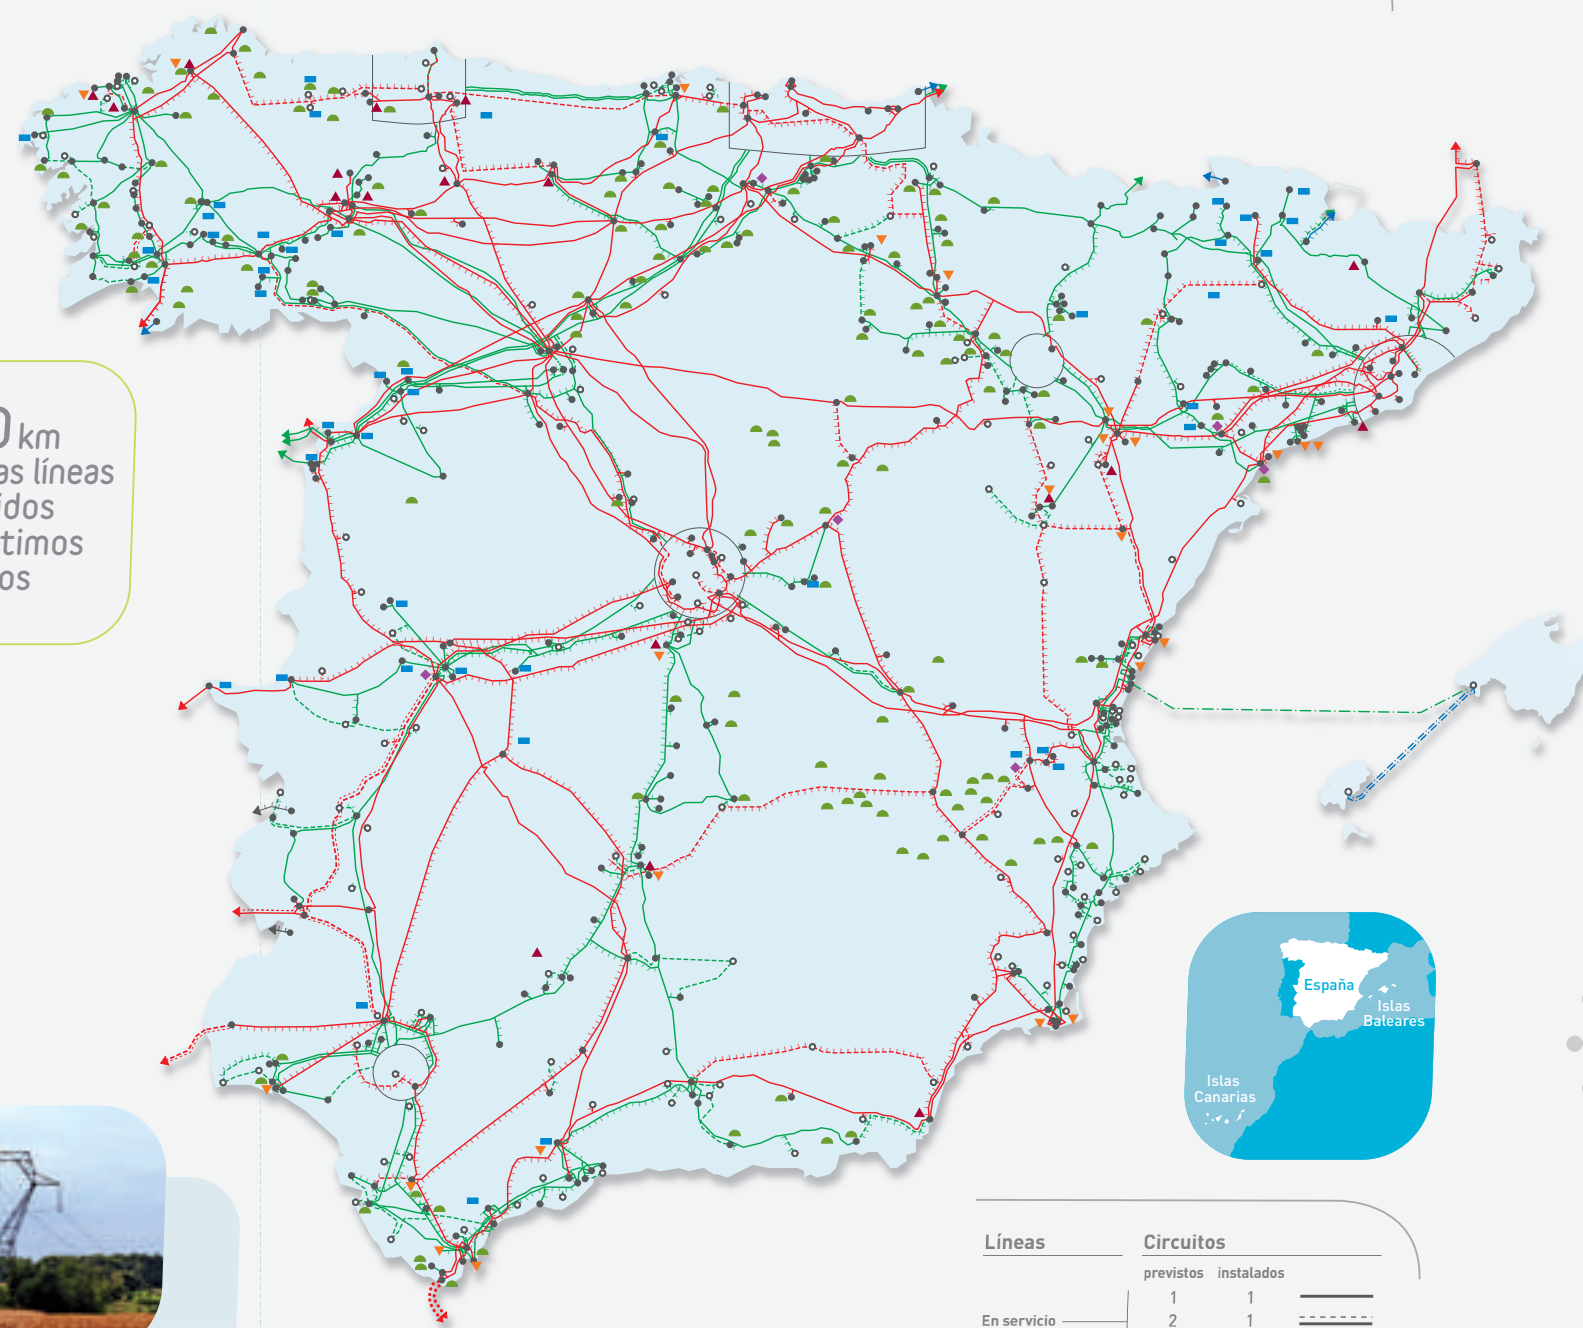 km
as líneas
idos
timos
os
España
Islas
Baleares
Islas
Canarias
Líneas
Circuitos
previstos instalados
1 1
En servicio
2 1